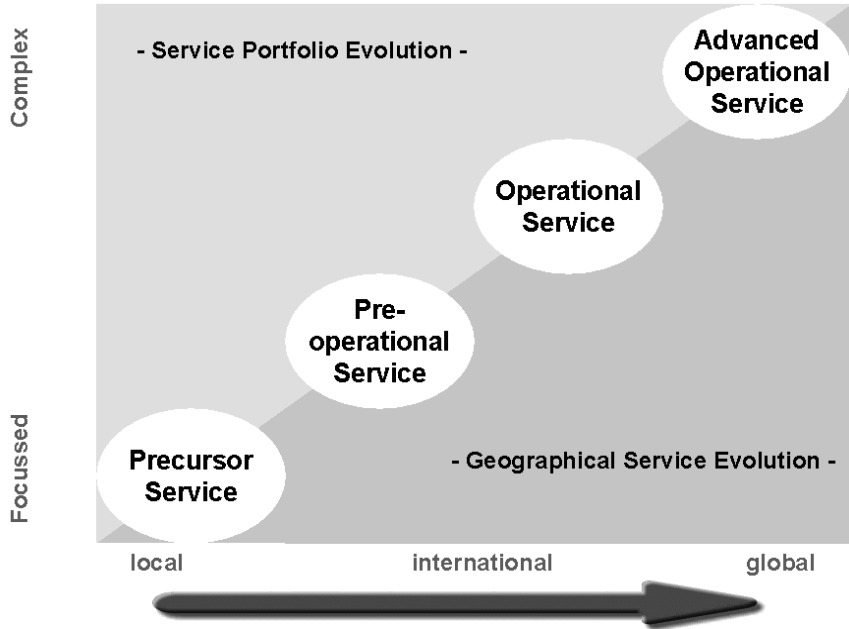 Complex
- Service Portfolio Evolution -
Advanced
Operational
Service
Operational
Service
Pre-
operational
Service
Focussed
Precursor
Service
- Geographical Service Evolution -
local
international
global